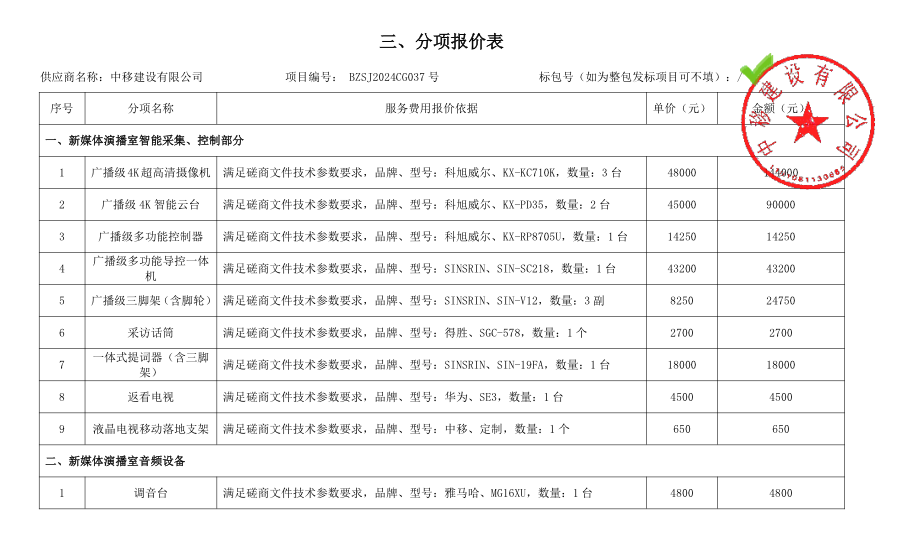 三、分项报价表
供应商名称：中移建设有限公司 项目编号： BZSJ2024CG037 号 标包号（如为整包发标项目可不填）：/
序号 分项名称 服务费用报价依据 单价（元） 金额（元）
一、新媒体演播室智能采集、控制部分
1 广播级 4K 超高清摄像机 满足磋商文件技术参数要求，品牌、型号：科旭威尔、KX-KC710K，数量：3 台 48000 144000
2 广播级 4K 智能云台 满足磋商文件技术参数要求，品牌、型号：科旭威尔、KX-PD35，数量：2 台 45000 90000
3 广播级多功能控制器 满足磋商文件技术参数要求，品牌、型号：科旭威尔、KX-RP8705U，数量：1 台 14250 14250
4 广播级多功能导控一体机 满足磋商文件技术参数要求，品牌、型号：SINSRIN、SIN-SC218，数量：1 台 43200 43200
5 广播级三脚架（含脚轮） 满足磋商文件技术参数要求，品牌、型号：SINSRIN、SIN-V12，数量：3 副 8250 24750
6 采访话筒 满足磋商文件技术参数要求，品牌、型号：得胜、SGC-578，数量：1 个 2700 2700
7 一体式提词器（含三脚架） 满足磋商文件技术参数要求，品牌、型号：SINSRIN、SIN-19FA，数量：1 台 18000 18000
8 返看电视 满足磋商文件技术参数要求，品牌、型号：华为、SE3，数量：1 台 4500 4500
9 液晶电视移动落地支架 满足磋商文件技术参数要求，品牌、型号：中移、定制，数量：1 个 650 650
二、新媒体演播室音频设备
1 调音台 满足磋商文件技术参数要求，品牌、型号：雅马哈、MG16XU，数量：1 台 4800 4800
中移建设有限公司